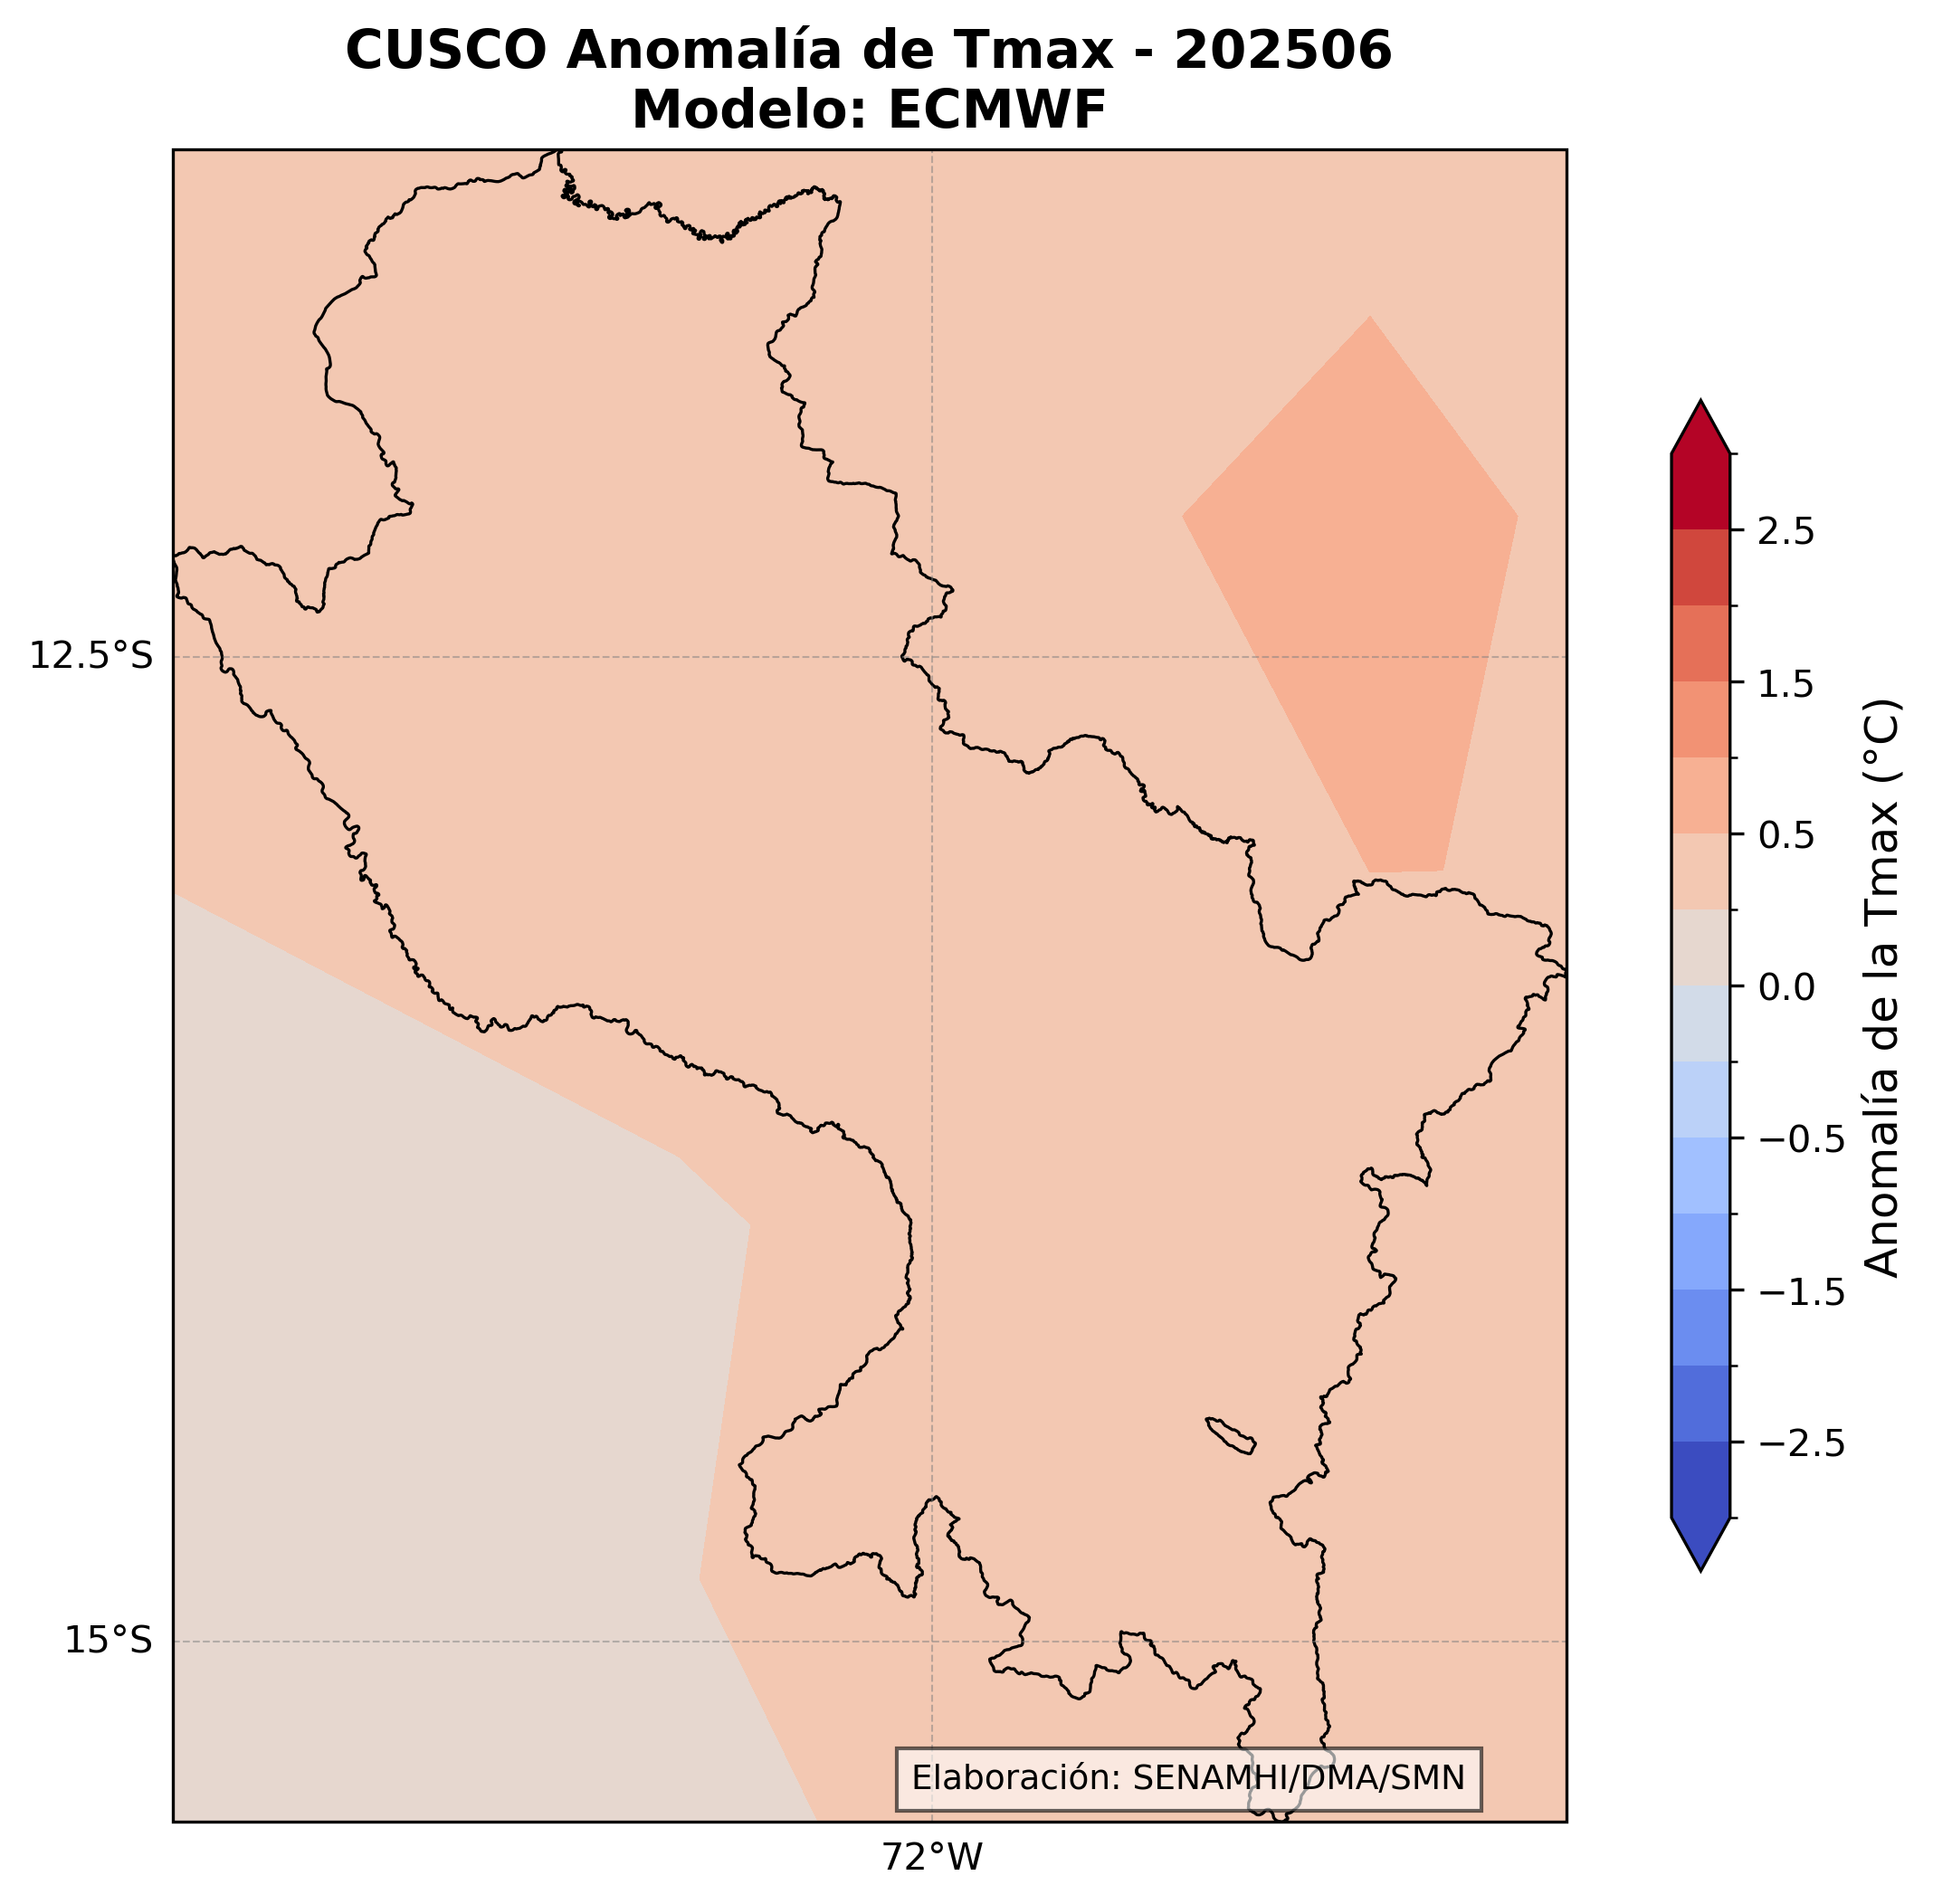 CUSCO Anomalía de Tmax - 202506
Modelo: ECMWF
12.5°S
15°S
72°W
Elaboración: SENAMHI/DMA/SMN
2.5
1.5
0.5
0.0
−0.5
−1.5
−2.5
Anomalía de la Tmax (°C)